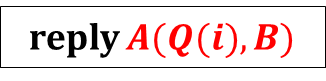 reply A(Q(i), B)